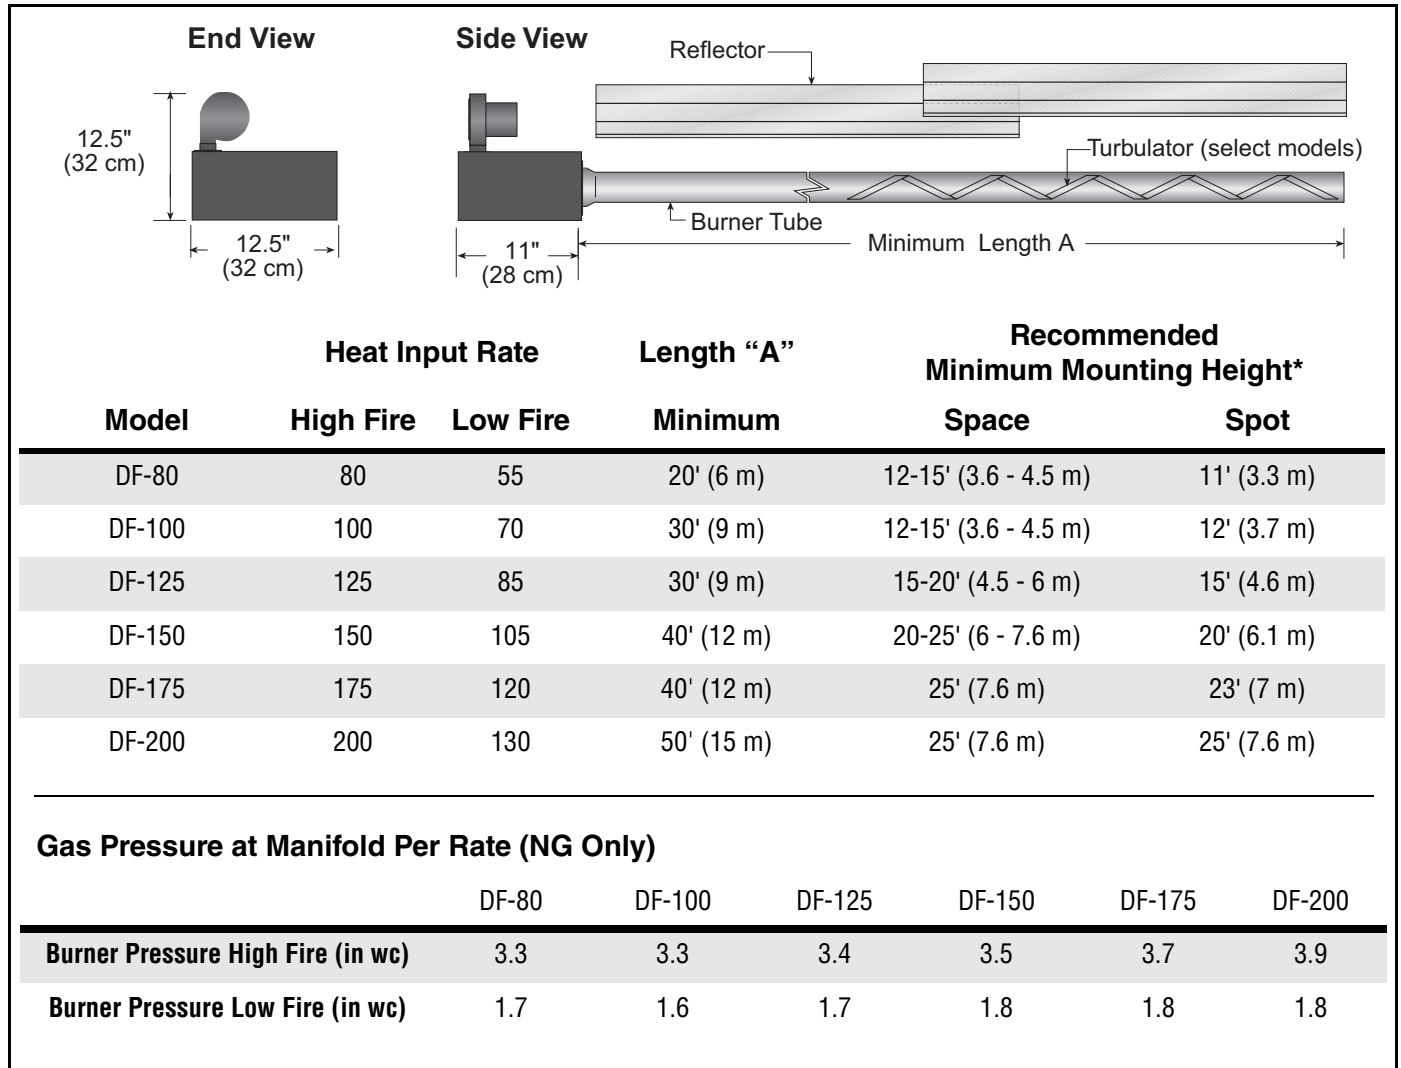 End View
Side View
Reflector
12.5"
(32 cm)
Turbulator (select models)
Burner Tube
12.5"
(32 cm)
11"
(28 cm)
Minimum Length A
Heat Input Rate Length “A” Recommended
Minimum Mounting Height*
Model High Fire Low Fire Minimum Space Spot
DF-80 80 55 20' (6 m) 12-15' (3.6 - 4.5 m) 11' (3.3 m)
DF-100 100 70 30' (9 m) 12-15' (3.6 - 4.5 m) 12' (3.7 m)
DF-125 125 85 30' (9 m) 15-20' (4.5 - 6 m) 15' (4.6 m)
DF-150 150 105 40' (12 m) 20-25' (6 - 7.6 m) 20' (6.1 m)
DF-175 175 120 40' (12 m) 25' (7.6 m) 23' (7 m)
DF-200 200 130 50' (15 m) 25' (7.6 m) 25' (7.6 m)
Gas Pressure at Manifold Per Rate (NG Only)
DF-80 DF-100 DF-125 DF-150 DF-175 DF-200
Burner Pressure High Fire (in wc) 3.3 3.3 3.4 3.5 3.7 3.9
Burner Pressure Low Fire (in wc) 1.7 1.6 1.7 1.8 1.8 1.8